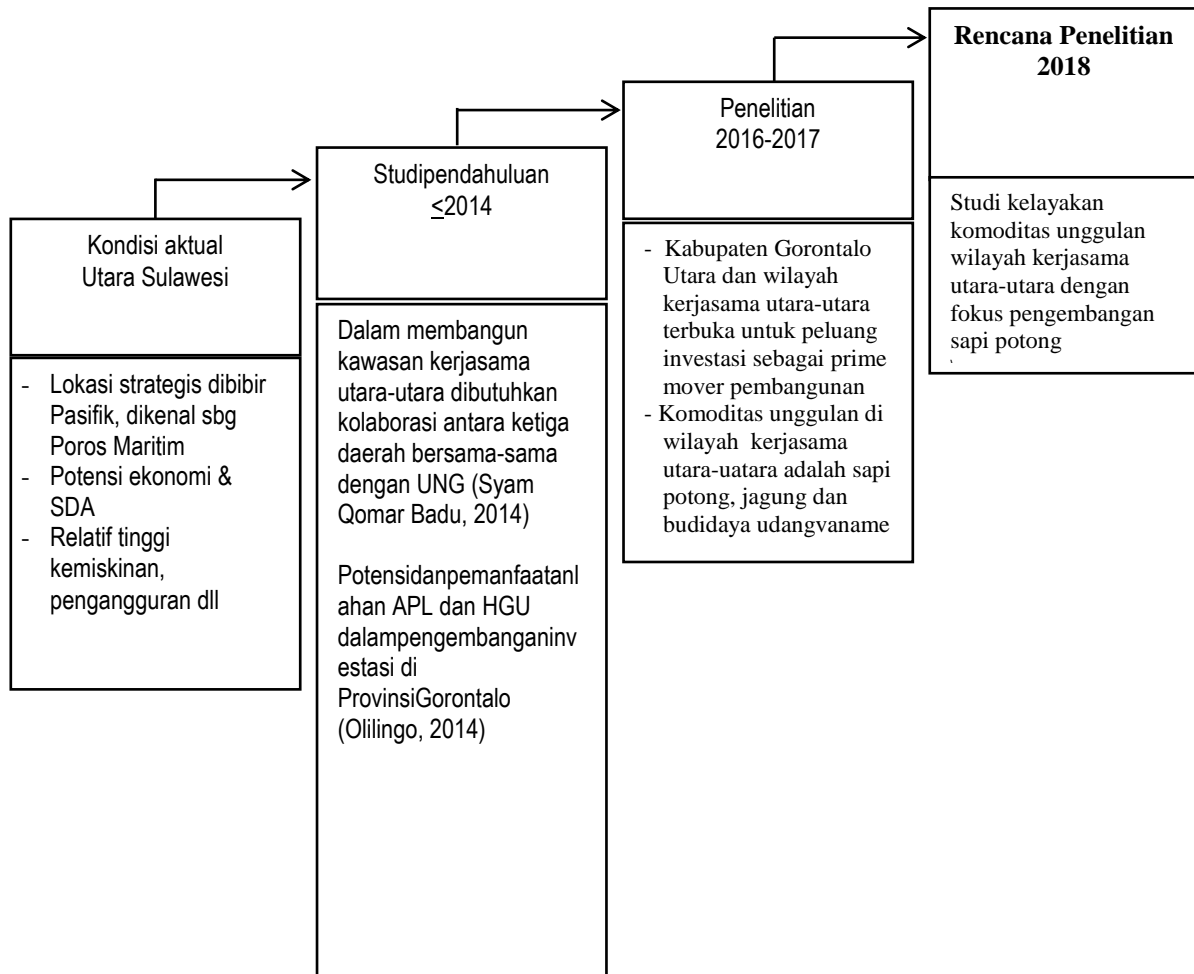 Kondisi aktual
Utara Sulawesi
- Lokasi strategis dibibir
Pasifik, dikenal sbg
Poros Maritim
- Potensi ekonomi &
SDA
- Relatif tinggi
kemiskinan,
pengangguran dll
Studipendahuluan
<2014
Dalam membangun
kawasan kerjasama
utara-utara dibutuhkan
kolaborasi antara ketiga
daerah bersama-sama
dengan UNG (Syam
Qomar Badu, 2014)
Potensidanpemanfaatanl
ahan APL dan HGU
dalampengembanganinv
estasi di
ProvinsiGorontalo
(Olilingo, 2014)
Penelitian
2016-2017
- Kabupaten Gorontalo
Utara dan wilayah
kerjasama utara-utara
terbuka untuk peluang
investasi sebagai prime
mover pembangunan
- Komoditas unggulan di
wilayah kerjasama
utara-uatara adalah sapi
potong, jagung dan
budidaya udangvaname
Rencana Penelitian
2018
Studi kelayakan
komoditas unggulan
wilayah kerjasama
utara-utara dengan
fokus pengembangan
sapi potong